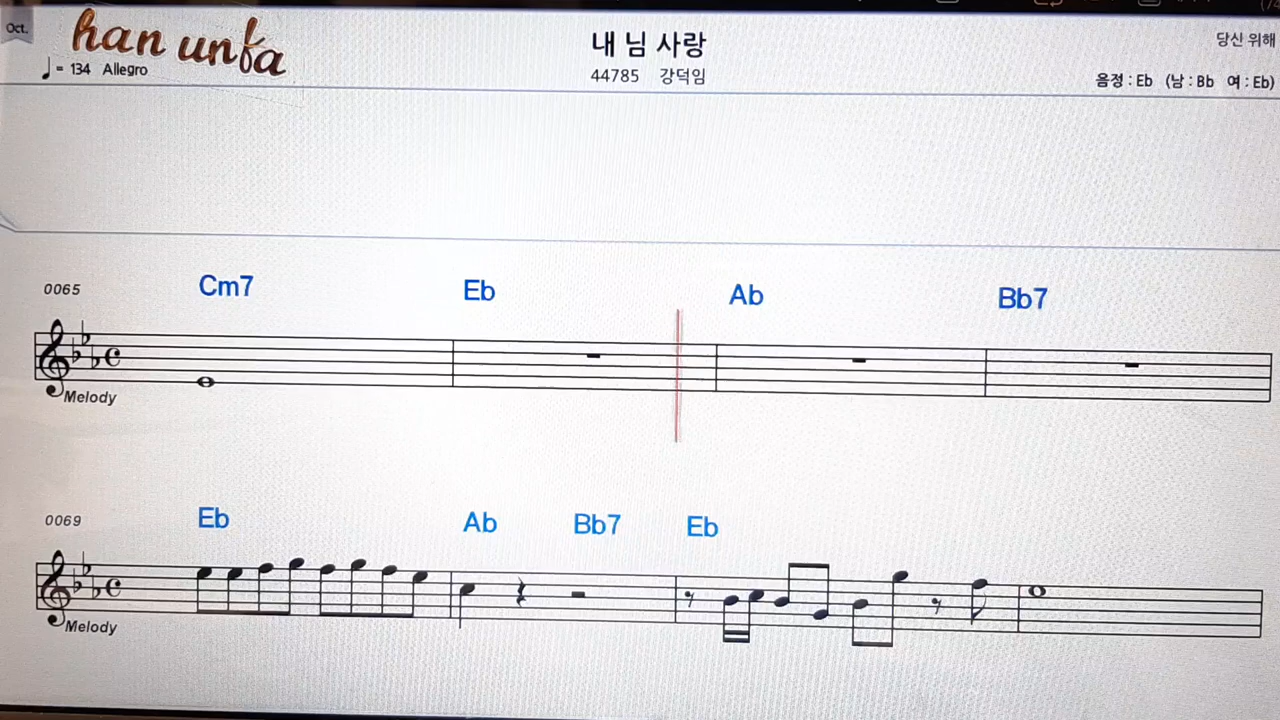 Oct.
han unfa
내 님 사랑
당신 위해
♩= 134 Allegro
44785 강덕임
음정 : Eb (남 : Bb 여 : Eb)
0065
Cm7 Eb Ab Bb7
Melody
0069
Eb Ab Bb7 Eb
Melody